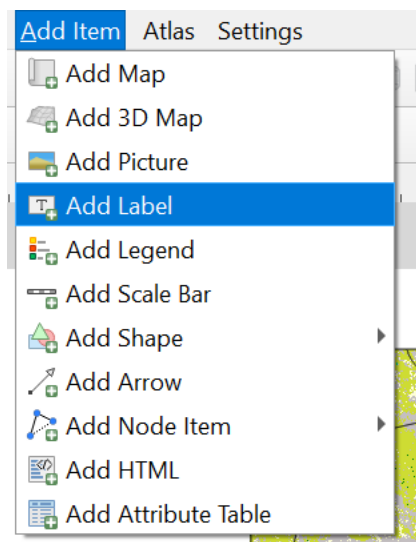 Add Item Atlas Settings
Add Map
Add 3D Map
Add Picture
Add Label
Add Legend
Add Scale Bar
Add Shape
Add Arrow
Add Node Item
Add HTML
Add Attribute Table